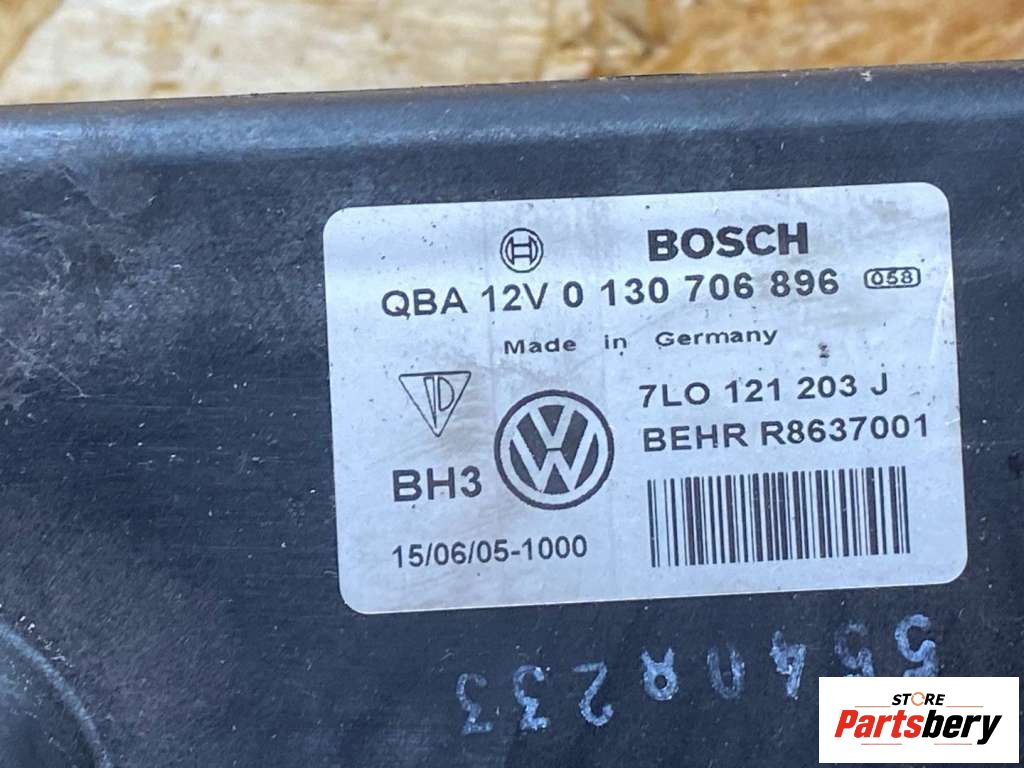 BOSCH
QBA 12V 0 130 706 896 058
Made in Germany
7L0 121 203 J
BEHR R8637001
BH3
15/06/05-1000
STORE
Partsbery